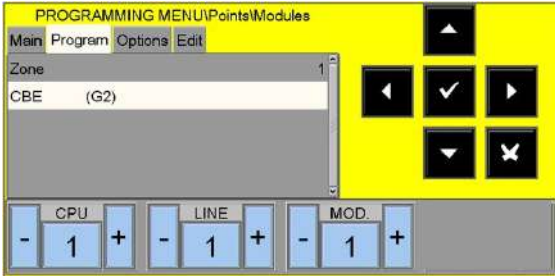 PROGRAMMING MENU\Points\Modules
Main Program Options Edit
Zone 1
CBE (G2)
CPU LINE MOD.
- 1 + - 1 + - 1 +